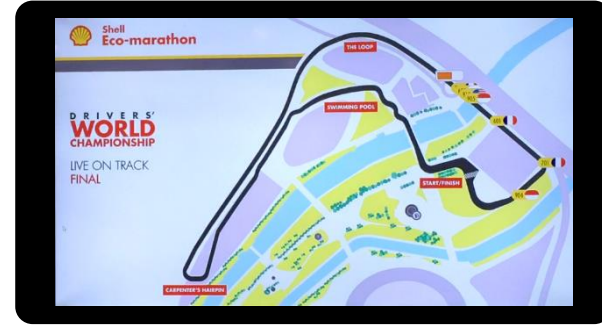 Shell
Eco-marathon
THE LOOP
DRIVERS'
WORLD
CHAMPIONSHIP
LIVE ON TRACK
FINAL
SWIMMING POOL
START/FINISH
CARPENTER'S HAIRPIN